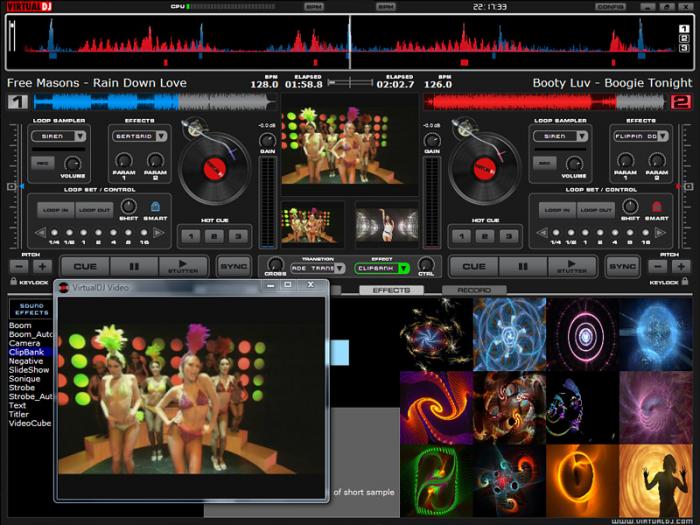 VIRTUALDJ CPU BPM BPM 22:17:33 CONFIG
1
2
3
Free Masons - Rain Down Love BPM 128.0 ELAPSED 01:58.8 ELAPSED 02:02.7 BPM 126.0 Booty Luv - Boogie Tonight
1 2
LOOP SAMPLER EFFECTS -0.0 dB -0.0 dB LOOP SAMPLER EFFECTS
SIREN BEATGRID GAIN GAIN SIREN FLIPPIN DO
REC VOLUME PARAM 1 PARAM 2 REC VOLUME PARAM 1 PARAM 2
LOOP SET / CONTROL LOOP SET / CONTROL
LOOP IN LOOP OUT SHIFT SMART HOT CUE HOT CUE LOOP IN LOOP OUT SHIFT SMART
1/4 1/2 1 2 4 8 16 1 2 3 1 2 3 1/4 1/2 1 2 4 8 16
PITCH TRANSITION EFFECT PITCH
CUE STUTTER SYNC CROSS ADE TRANS CLIPBANK CTRL CUE STUTTER SYNC
KEYLOCK KEYLOCK
VirtualDJ Video EFFECTS RECORD
SOUND EFFECTS
Boom
Boom_Auto
Camera
ClipBank
Negative
SlideShow
Sonique
Strobe
Strobe_Aut
Text
Titler
VideoCube
of short sample
WWW.VIRTUALDJ.COM